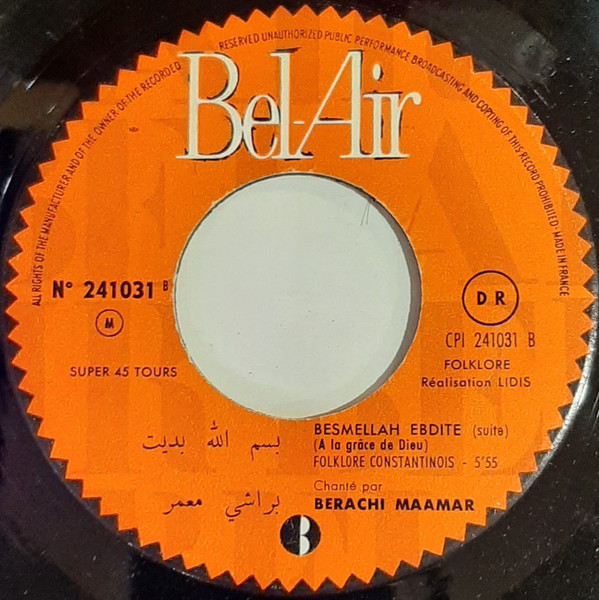 ALL RIGHTS OF THE MANUFACTURER AND OF THE OWNER OF THE RECORDED RESERVED UNAUTHORIZED PUBLIC PERFORMANCE BROADCASTING AND COPYING OF THIS RECORD PROHIBITED - MADE IN FRANCE
Bel-Air
N° 241031 B
M
SUPER 45 TOURS
D R
CPI 241031 B
FOLKLORE
Réalisation LIDIS
بسم الله بديت
BESMELLAH EBDITE (suite)
(A la grâce de Dieu)
FOLKLORE CONSTANTINOIS - 5'55
Chanté par
براشي معمر
BERACHI MAAMAR
B